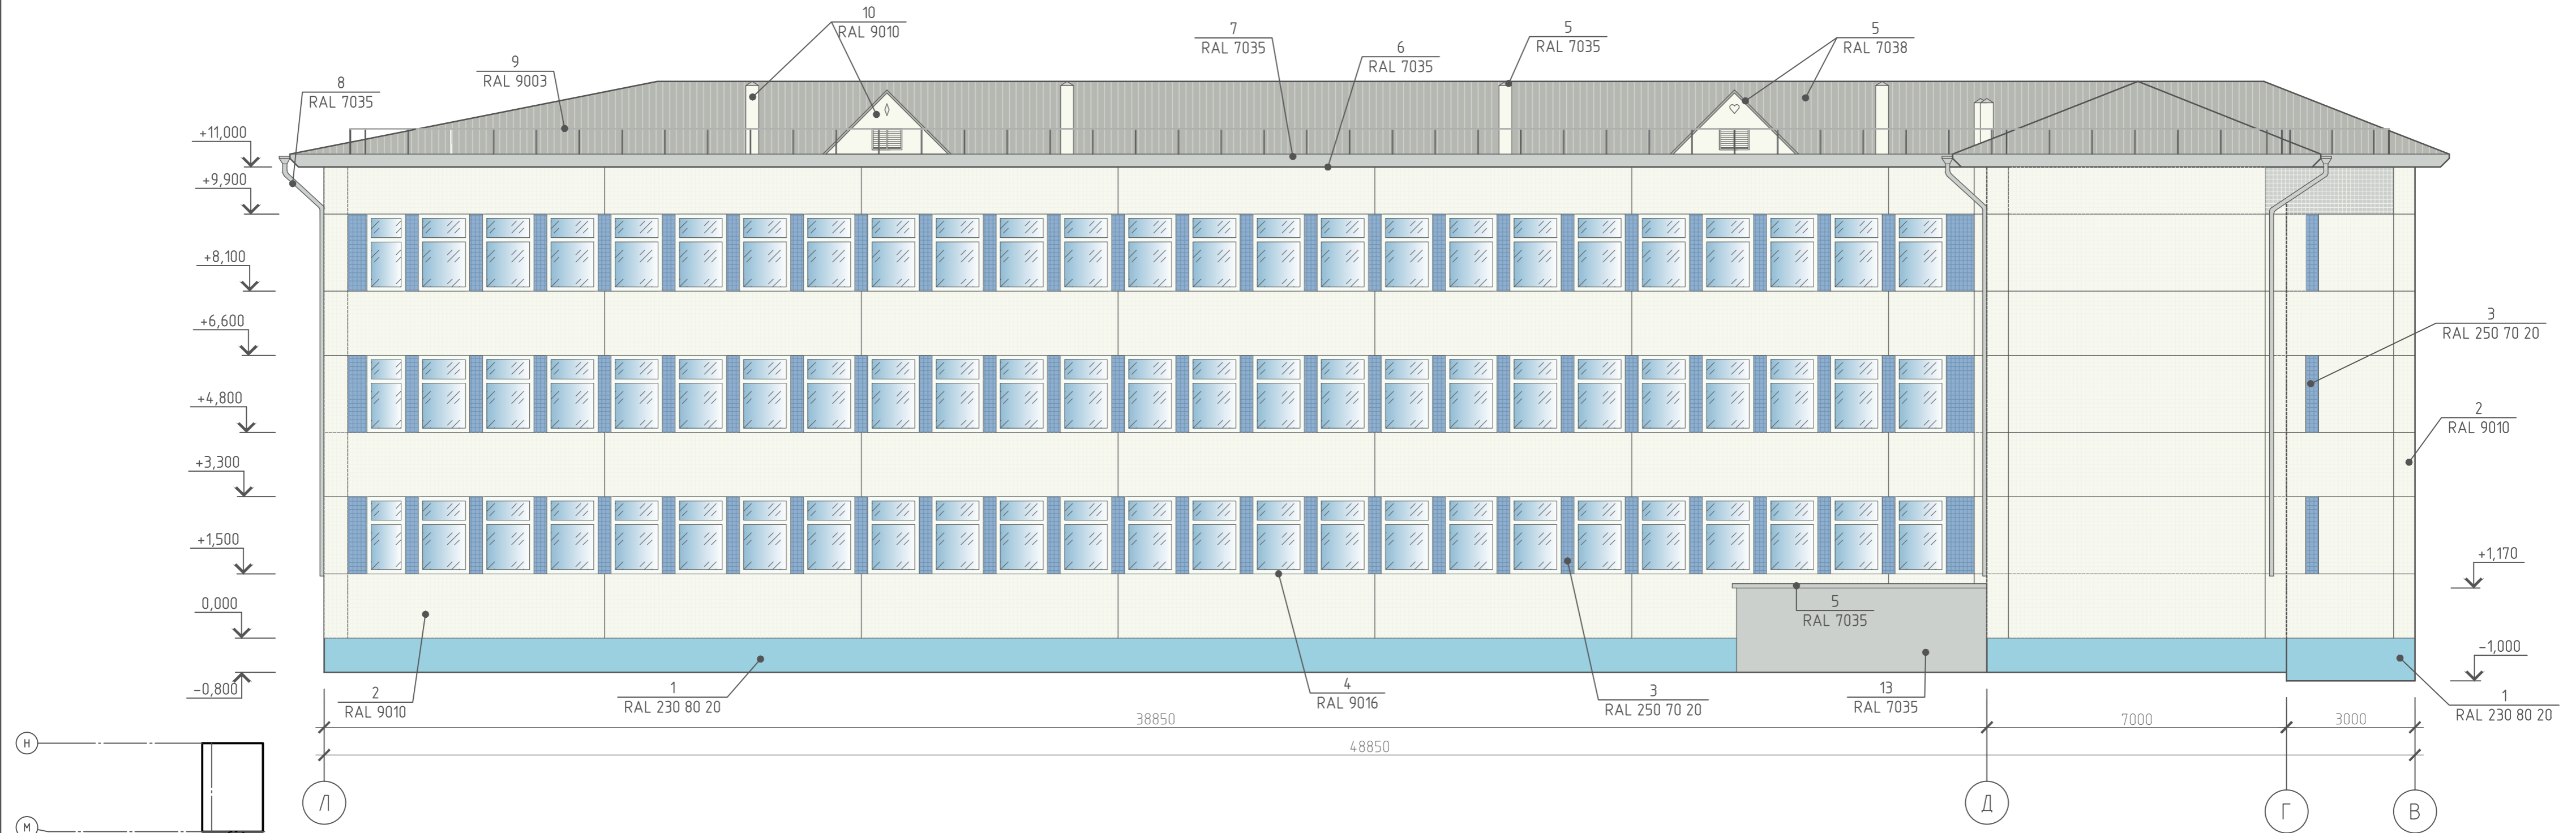 10
RAL 9010
7
RAL 7035
5
RAL 7035
5
RAL 7038
6
RAL 7035
9
RAL 9003
8
RAL 7035
+11,000
+9,900
+8,100
+6,600
+4,800
+3,300
+1,500
0,000
-0,800
3
RAL 250 70 20
2
RAL 9010
+1,170
-1,000
5
RAL 7035
2
RAL 9010
1
RAL 230 80 20
4
RAL 9016
3
RAL 250 70 20
13
RAL 7035
1
RAL 230 80 20
38850
7000
3000
48850
Н
М
Л
Д
Г
В